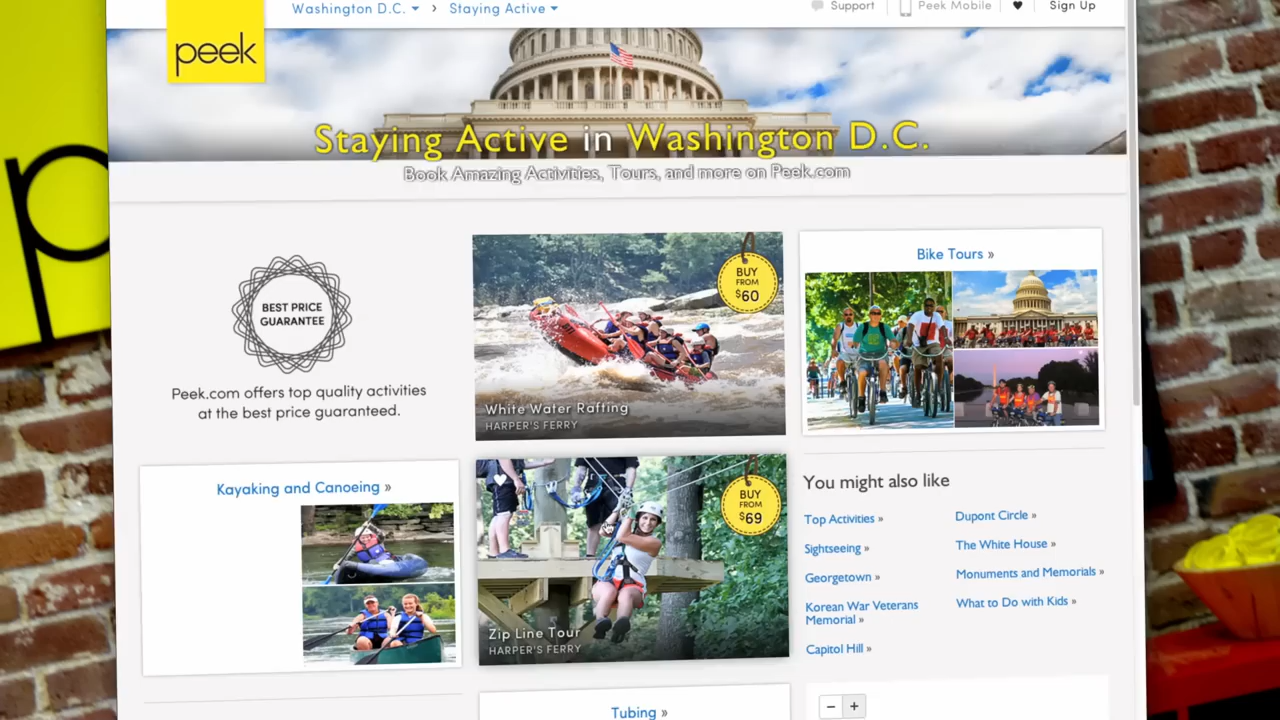 peek
Washington D.C. › Staying Active
Support
Peek Mobile
Sign Up
Staying Active in Washington D.C.
Book Amazing Activities, Tours, and more on Peek.com
BEST PRICE
GUARANTEE
Peek.com offers top quality activities
at the best price guaranteed.
BUY
FROM
$60
White Water Rafting
HARPER'S FERRY
Bike Tours »
Kayaking and Canoeing »
BUY
FROM
$69
Zip Line Tour
HARPER'S FERRY
You might also like
Top Activities »
Sightseeing »
Georgetown »
Korean War Veterans
Memorial »
Capitol Hill »
Dupont Circle »
The White House »
Monuments and Memorials »
What to Do with Kids »
Tubing »
− +
p